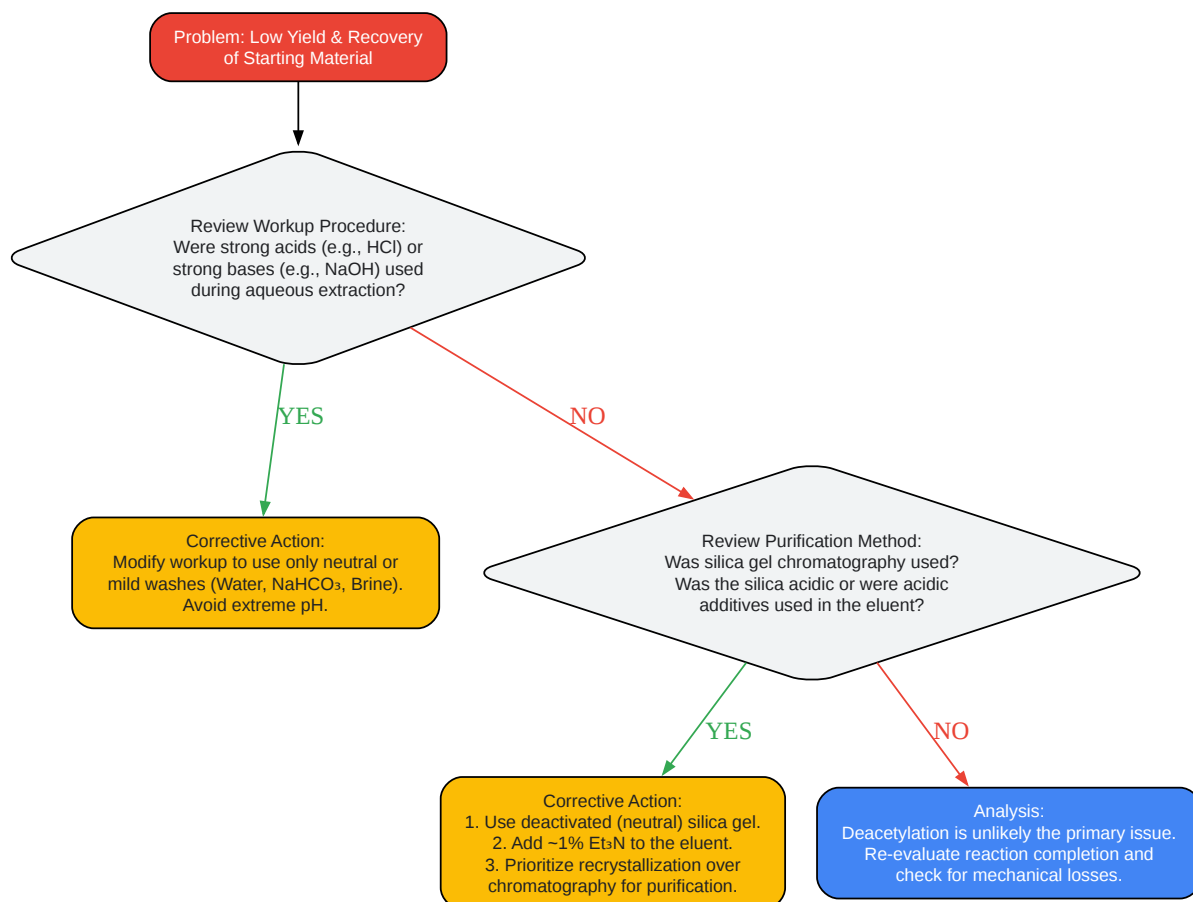 Problem: Low Yield & Recovery
of Starting Material
Review Workup Procedure:
Were strong acids (e.g., HCl) or
strong bases (e.g., NaOH) used
during aqueous extraction?
YES
NO
Corrective Action:
Modify workup to use only neutral or
mild washes (Water, NaHCO₃, Brine).
Avoid extreme pH.
Review Purification Method:
Was silica gel chromatography used?
Was the silica acidic or were acidic
additives used in the eluent?
YES
NO
Corrective Action:
1. Use deactivated (neutral) silica gel.
2. Add ~1% Et₃N to the eluent.
3. Prioritize recrystallization over
chromatography for purification.
Analysis:
Deacetylation is unlikely the primary issue.
Re-evaluate reaction completion and
check for mechanical losses.